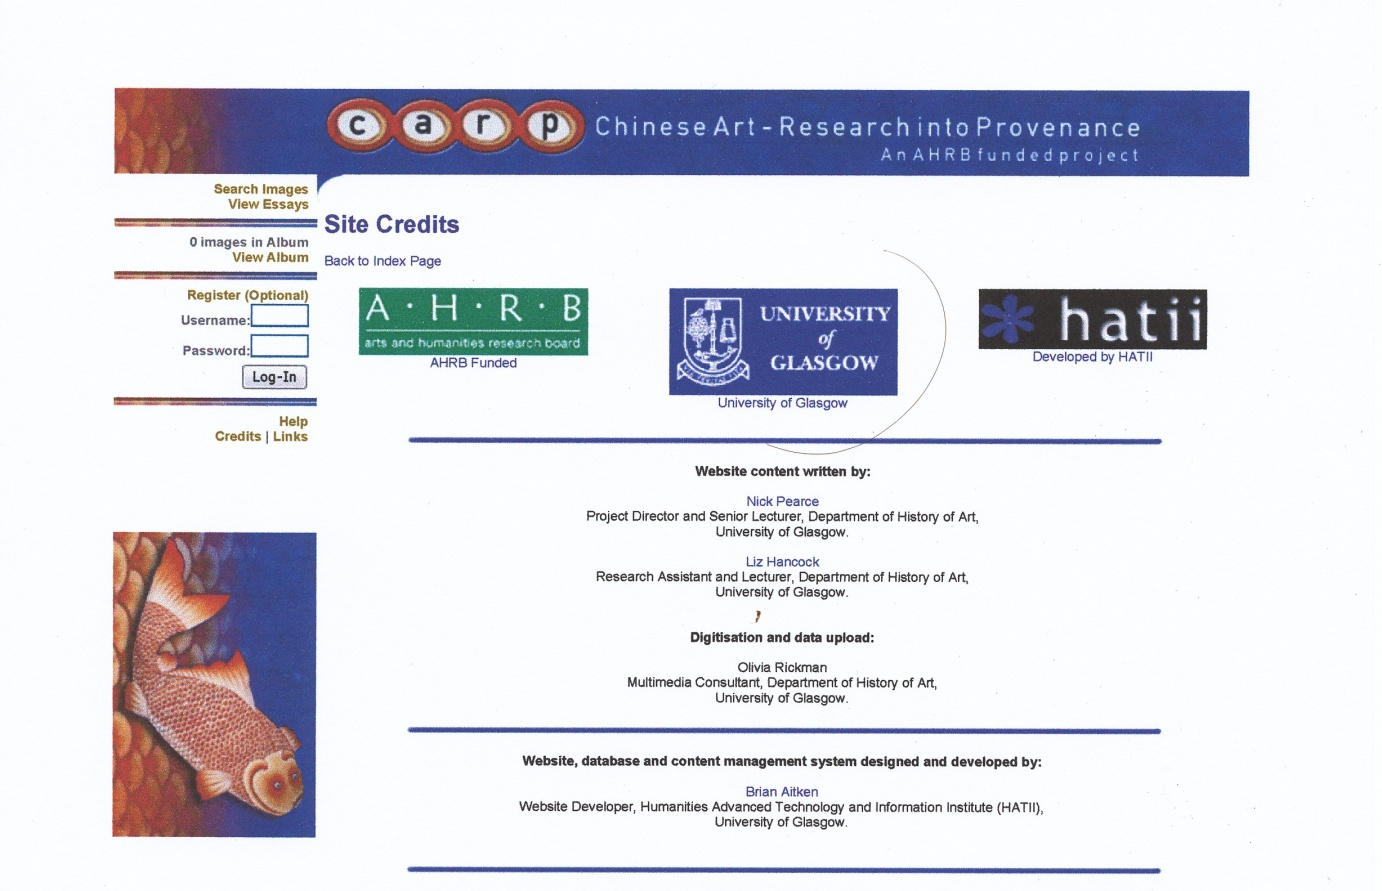 carp Chinese Art - Research into Provenance
An AHRB funded project
Search Images
View Essays
0 images in Album
View Album
Register (Optional)
Username:
Password:
Log-In
Help
Credits | Links
Site Credits
Back to Index Page
A·H·R·B
arts and humanities research board
AHRB Funded
UNIVERSITY
of
GLASGOW
University of Glasgow
hatii
Developed by HATII
Website content written by:
Nick Pearce
Project Director and Senior Lecturer, Department of History of Art,
University of Glasgow.
Liz Hancock
Research Assistant and Lecturer, Department of History of Art,
University of Glasgow.
Digitisation and data upload:
Olivia Rickman
Multimedia Consultant, Department of History of Art,
University of Glasgow.
Website, database and content management system designed and developed by:
Brian Aitken
Website Developer, Humanities Advanced Technology and Information Institute (HATII),
University of Glasgow.